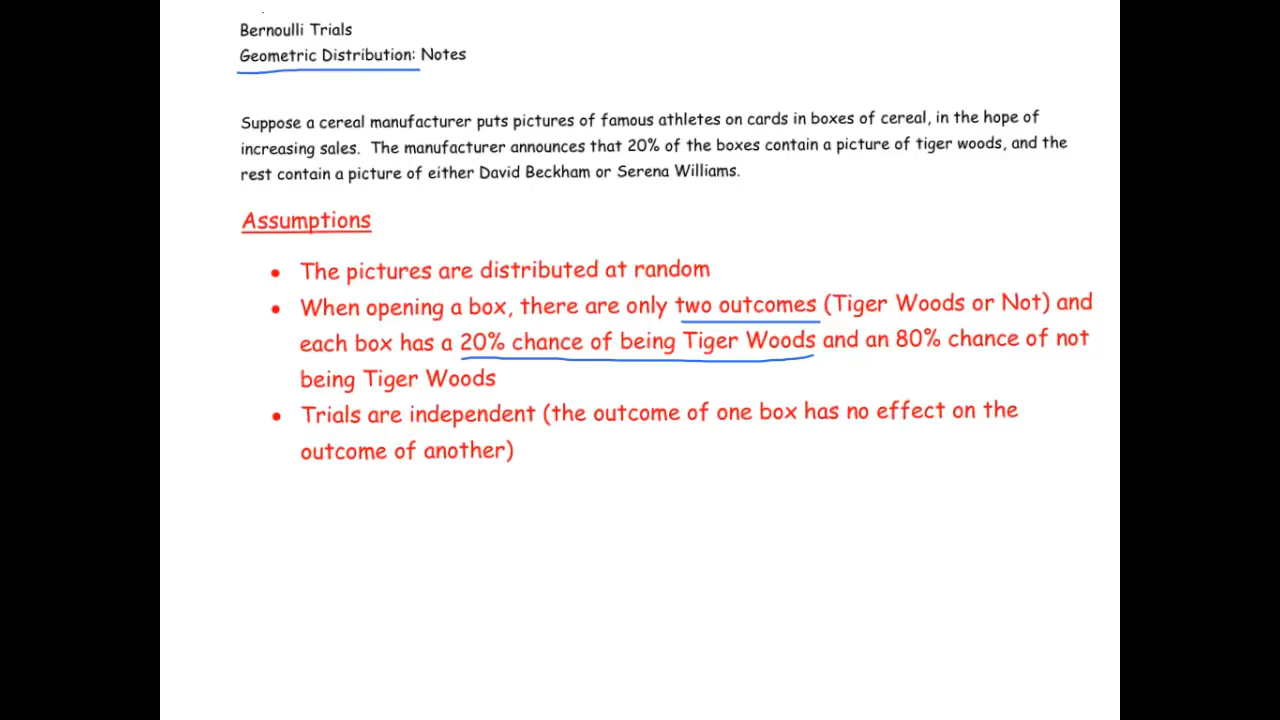 Bernoulli Trials
Geometric Distribution: Notes
Suppose a cereal manufacturer puts pictures of famous athletes on cards in boxes of cereal, in the hope of
increasing sales. The manufacturer announces that 20% of the boxes contain a picture of tiger woods, and the
rest contain a picture of either David Beckham or Serena Williams.
Assumptions
• The pictures are distributed at random
• When opening a box, there are only two outcomes (Tiger Woods or Not) and
each box has a 20% chance of being Tiger Woods and an 80% chance of not
being Tiger Woods
• Trials are independent (the outcome of one box has no effect on the
outcome of another)